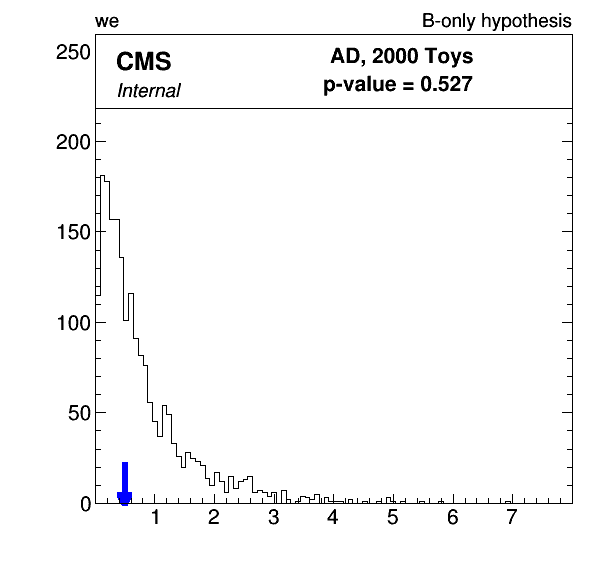 we B-only hypothesis
CMS AD, 2000 Toys
Internal p-value = 0.527
250
200
150
100
50
0
1 2 3 4 5 6 7